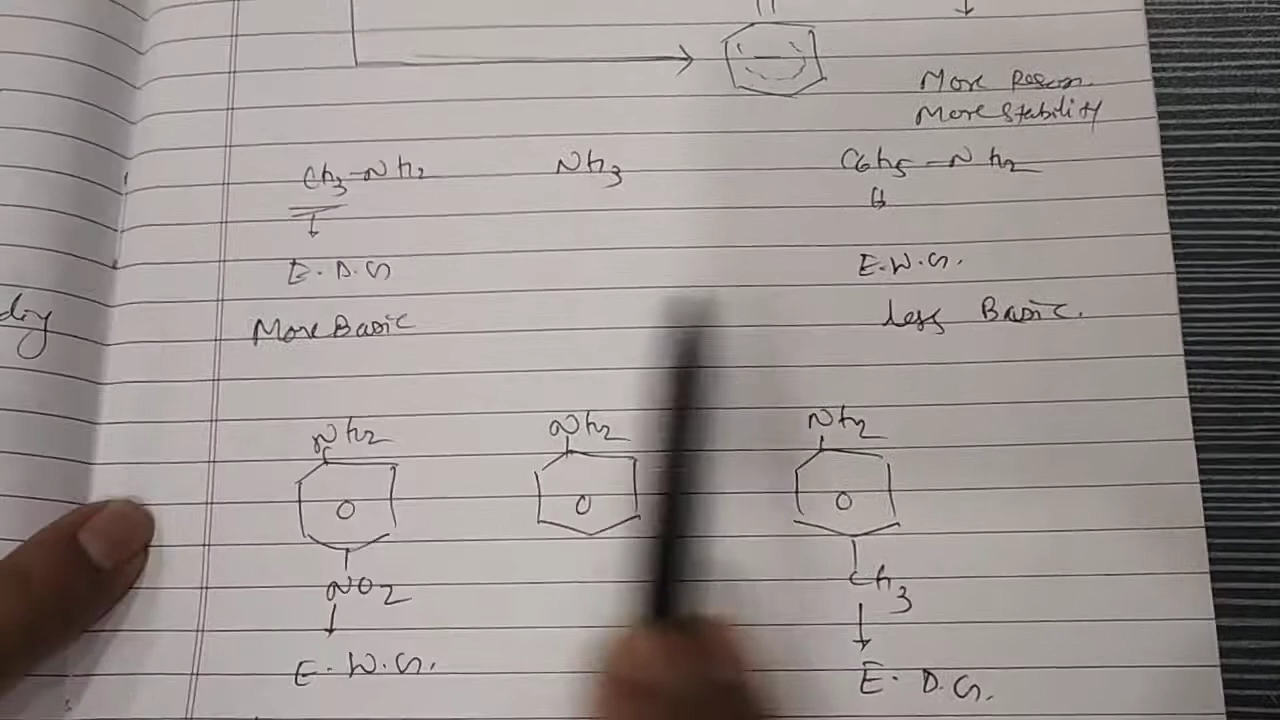 More Reson.
More Stability
CH3-NH2 NH3 C6H5-NH2
E.D.G E.W.G.
More Basic less Basic.
NH2 NH2 NH2
NO2 CH3
E.W.G. E.D.G.